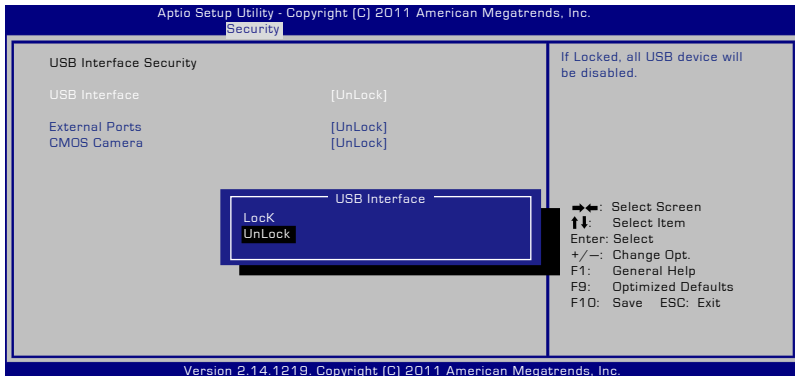 Aptio Setup Utility - Copyright (C) 2011 American Megatrends, Inc.
Security
USB Interface Security
USB Interface [UnLock]
External Ports [UnLock]
CMOS Camera [UnLock]
USB Interface
LocK
UnLock
If Locked, all USB device will
be disabled.
→←: Select Screen
↑↓: Select Item
Enter: Select
+/—: Change Opt.
F1: General Help
F9: Optimized Defaults
F10: Save ESC: Exit
Version 2.14.1219. Copyright (C) 2011 American Megatrends, Inc.